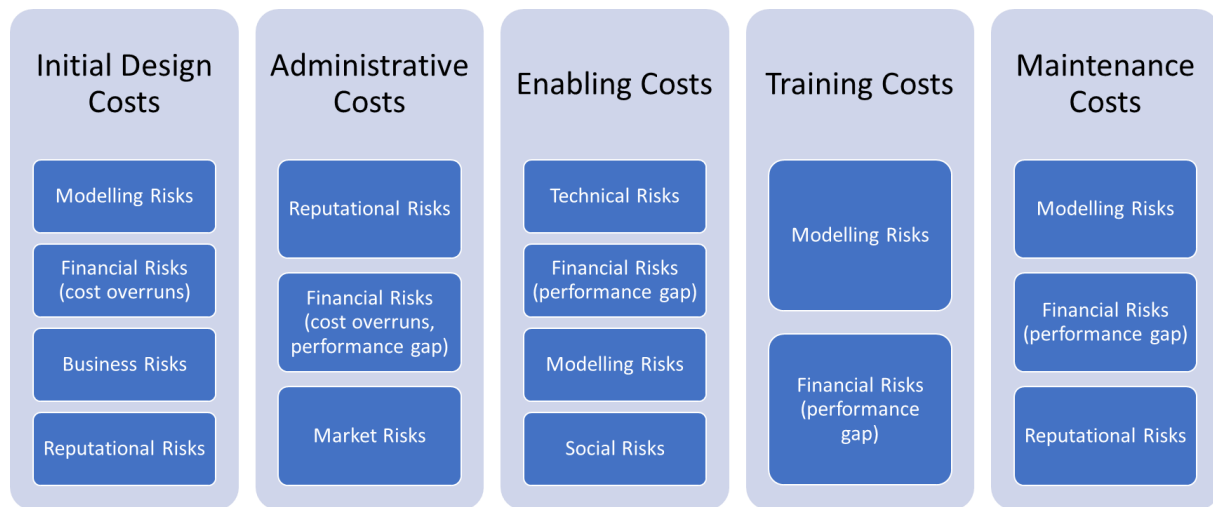 Initial Design
Costs
Modelling Risks
Financial Risks
(cost overruns)
Business Risks
Reputational Risks
Administrative
Costs
Reputational Risks
Financial Risks
(cost overruns,
performance gap)
Market Risks
Enabling Costs
Technical Risks
Financial Risks
(performance gap)
Modelling Risks
Social Risks
Training Costs
Modelling Risks
Financial Risks
(performance
gap)
Maintenance
Costs
Modelling Risks
Financial Risks
(performance gap)
Reputational Risks